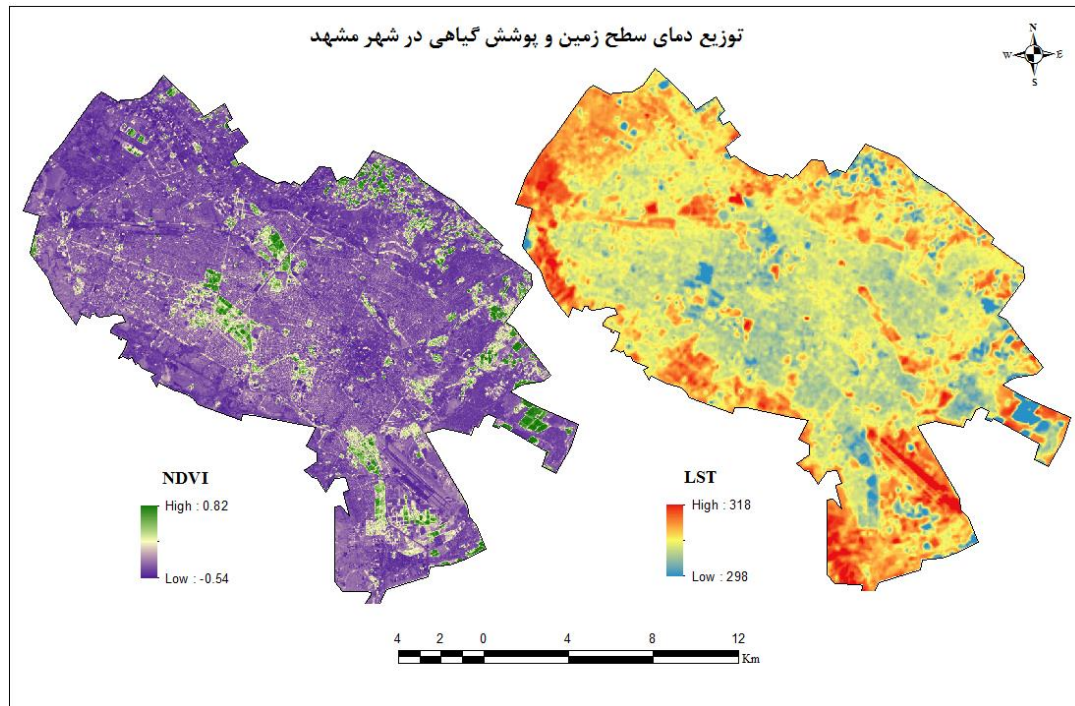 توزیع دمای سطح زمین و پوشش گیاهی در شهر مشهد
N
W E
S
NDVI
High : 0.82
Low : -0.54
LST
High : 318
Low : 298
4 2 0 4 8 12
Km